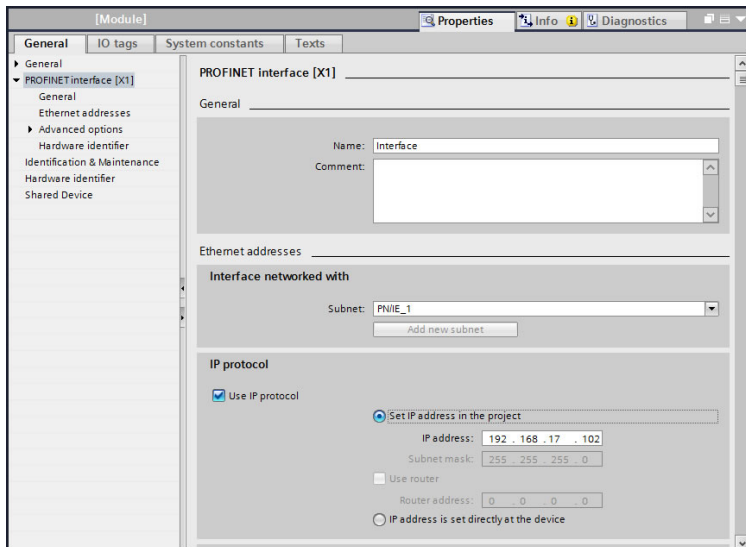 [Module]
Properties
Info
Diagnostics
General
IO tags
System constants
Texts
General
PROFINET interface [X1]
General
Ethernet addresses
Advanced options
Hardware identifier
Identification & Maintenance
Hardware identifier
Shared Device
PROFINET interface [X1]
General
Name: Interface
Comment:
Ethernet addresses
Interface networked with
Subnet: PN/IE_1
Add new subnet
IP protocol
Use IP protocol
Set IP address in the project
IP address: 192 . 168 . 17 . 102
Subnet mask: 255 . 255 . 255 . 0
Use router
Router address: 0 . 0 . 0 . 0
IP address is set directly at the device